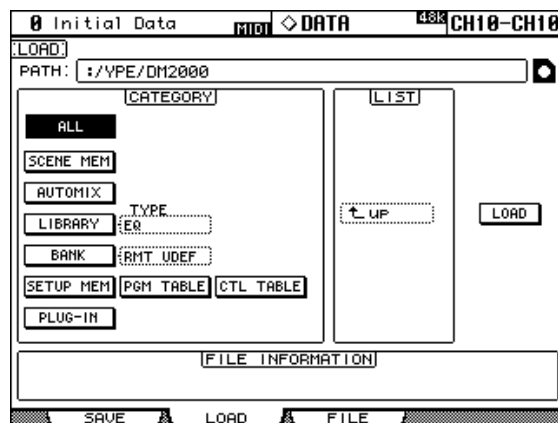 0 Initial Data MIDI ◇DATA 48K CH10-CH10
LOAD
PATH: :/YPE/DM2000
CATEGORY LIST
ALL
SCENE MEM
AUTOMIX
TYPE
LIBRARY EQ UP LOAD
BANK RMT UDEF
SETUP MEM PGM TABLE CTL TABLE
PLUG-IN
FILE INFORMATION
SAVE LOAD FILE